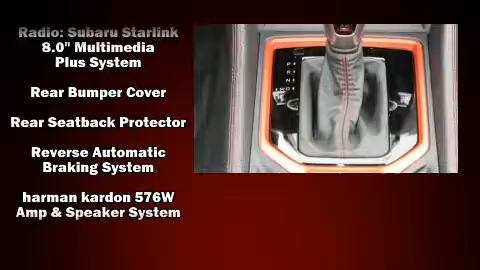 Radio: Subaru Starlink
8.0" Multimedia
Plus System
Rear Bumper Cover
Rear Seatback Protector
Reverse Automatic
Braking System
harman kardon 576W
Amp & Speaker System
P
R
N